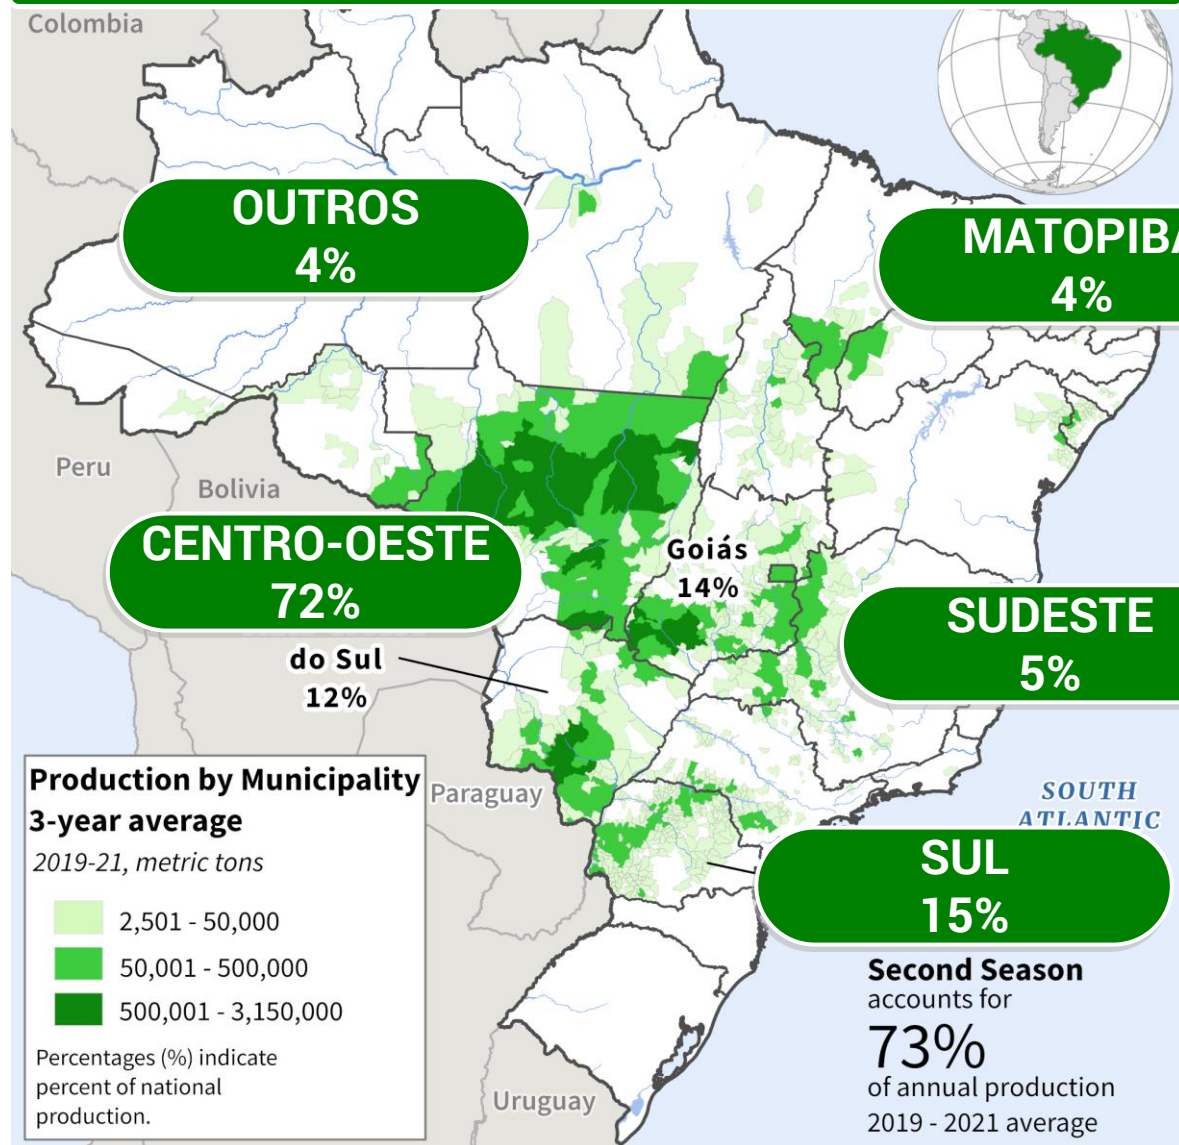 Colombia
OUTROS
4%
MATOPIBA
4%
Peru
Bolivia
CENTRO-OESTE
72%
Goiás
14%
SUDESTE
5%
do Sul
12%
Production by Municipality
3-year average
2019-21, metric tons
2,501 - 50,000
50,001 - 500,000
500,001 - 3,150,000
Percentages (%) indicate
percent of national
production.
Paraguay
SOUTH
ATLANTIC
SUL
15%
Second Season
accounts for
73%
of annual production
2019 - 2021 average
Uruguay